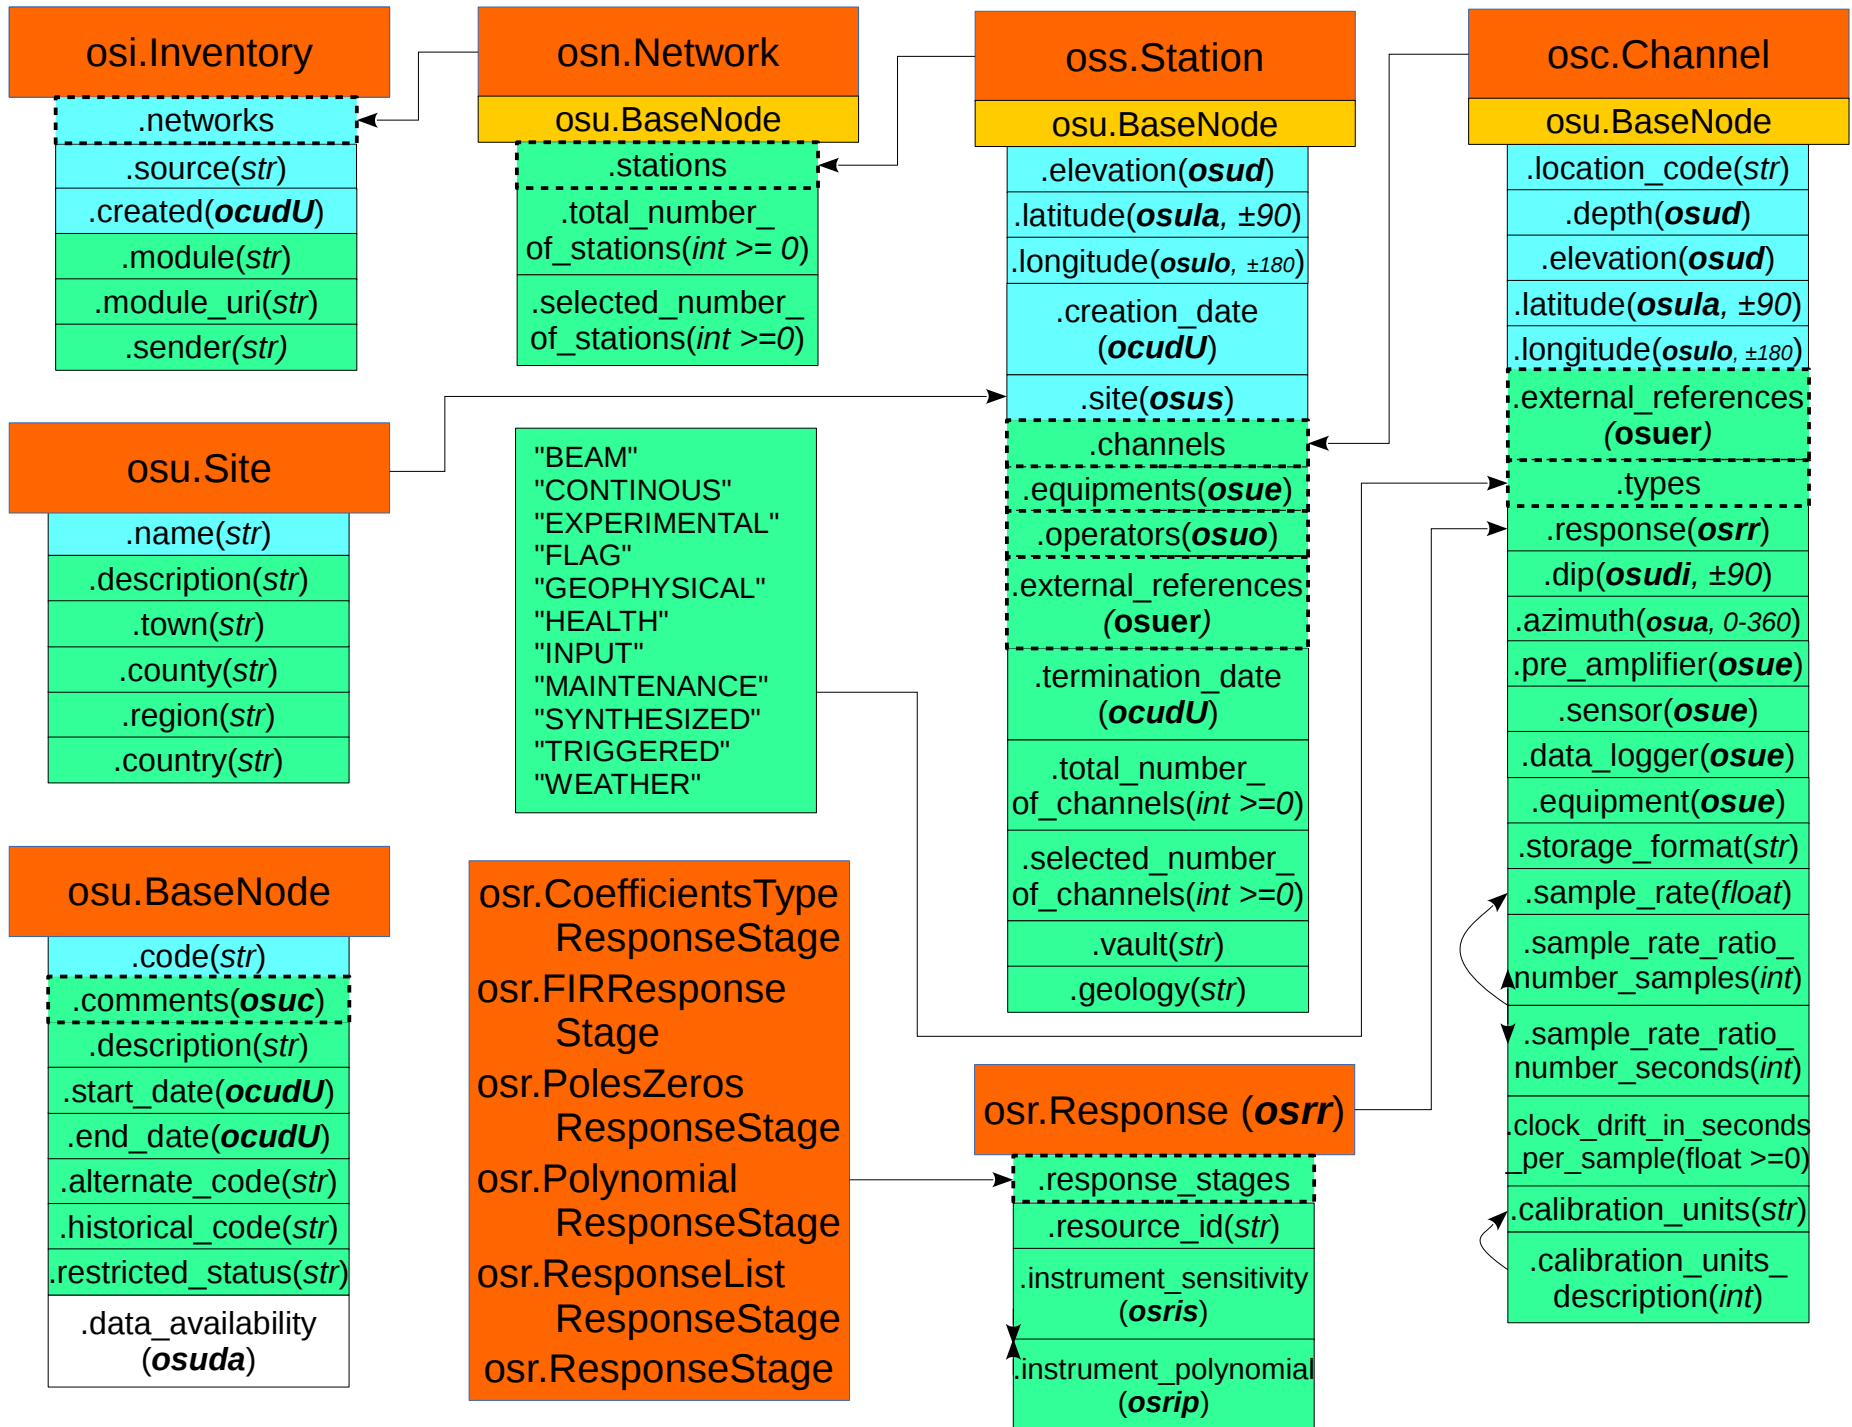 osi.Inventory
.networks
.source(str)
.created(ocudU)
.module(str)
.module_uri(str)
.sender(str)
osn.Network
osu.BaseNode
.stations
.total_number_
of_stations(int >= 0)
.selected_number_
of_stations(int >=0)
oss.Station
osu.BaseNode
.elevation(osud)
.latitude(osula, ±90)
.longitude(osulo, ±180)
.creation_date
(ocudU)
.site(osus)
.channels
.equipments(osue)
.operators(osuo)
.external_references
(osuer)
.termination_date
(ocudU)
.total_number_
of_channels(int >=0)
.selected_number_
of_channels(int >=0)
.vault(str)
.geology(str)
osc.Channel
osu.BaseNode
.location_code(str)
.depth(osud)
.elevation(osud)
.latitude(osula, ±90)
.longitude(osulo, ±180)
.external_references
(osuer)
.types
.response(osrr)
.dip(osudi, ±90)
.azimuth(osua, 0-360)
.pre_amplifier(osue)
.sensor(osue)
.data_logger(osue)
.equipment(osue)
.storage_format(str)
.sample_rate(float)
.sample_rate_ratio_
number_samples(int)
.sample_rate_ratio_
number_seconds(int)
.clock_drift_in_seconds
_per_sample(float >=0)
.calibration_units(str)
.calibration_units_
description(int)
osu.Site
.name(str)
.description(str)
.town(str)
.county(str)
.region(str)
.country(str)
"BEAM"
"CONTINOUS"
"EXPERIMENTAL"
"FLAG"
"GEOPHYSICAL"
"HEALTH"
"INPUT"
"MAINTENANCE"
"SYNTHESIZED"
"TRIGGERED"
"WEATHER"
osu.BaseNode
.code(str)
.comments(osuc)
.description(str)
.start_date(ocudU)
.end_date(ocudU)
.alternate_code(str)
.historical_code(str)
.restricted_status(str)
.data_availability
(osuda)
osr.CoefficientsType
ResponseStage
osr.FIRResponse
Stage
osr.PolesZeros
ResponseStage
osr.Polynomial
ResponseStage
osr.ResponseList
ResponseStage
osr.ResponseStage
osr.Response (osrr)
.response_stages
.resource_id(str)
.instrument_sensitivity
(osris)
.instrument_polynomial
(osrip)